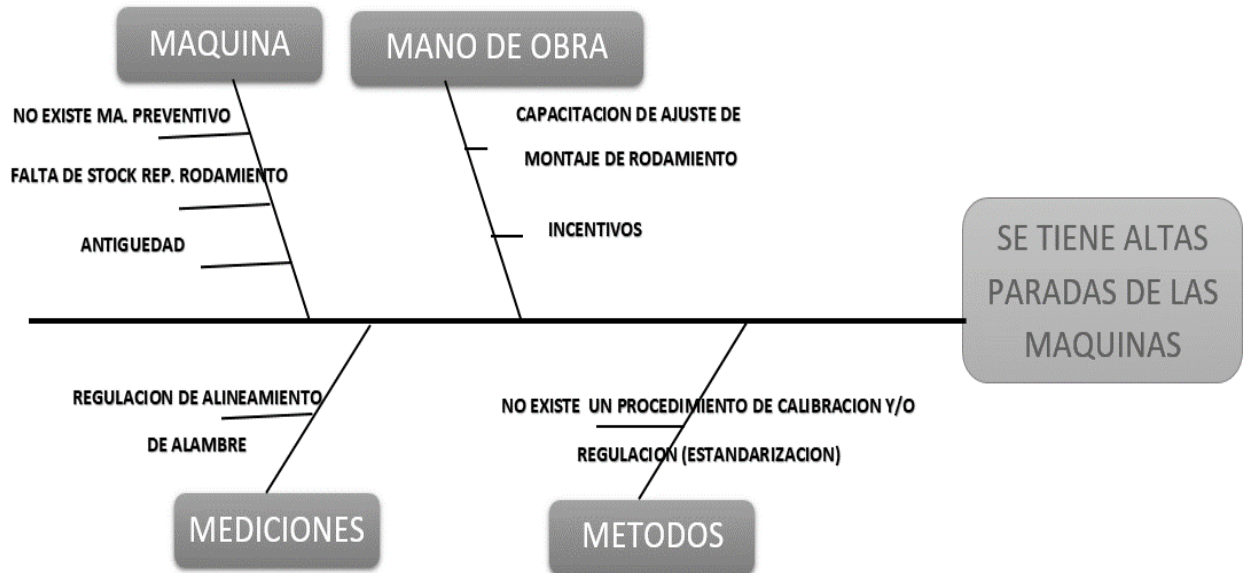 MAQUINA
MANO DE OBRA
NO EXISTE MA. PREVENTIVO
FALTA DE STOCK REP. RODAMIENTO
ANTIGUEDAD
CAPACITACION DE AJUSTE DE
MONTAJE DE RODAMIENTO
INCENTIVOS
SE TIENE ALTAS
PARADAS DE LAS
MAQUINAS
REGULACION DE ALINEAMIENTO
DE ALAMBRE
NO EXISTE UN PROCEDIMIENTO DE CALIBRACION Y/O
REGULACION (ESTANDARIZACION)
MEDICIONES
METODOS